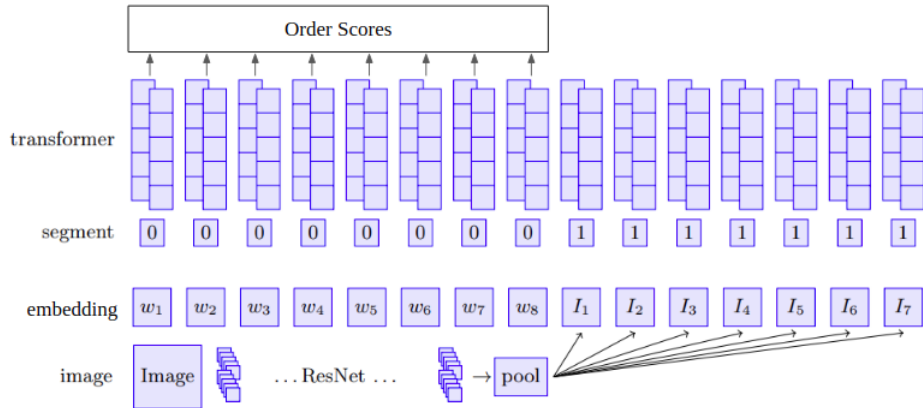 Order Scores
transformer
segment 0 0 0 0 0 0 0 0 1 1 1 1 1 1 1
embedding w₁ w₂ w₃ w₄ w₅ w₆ w₇ w₈ I₁ I₂ I₃ I₄ I₅ I₆ I₇
image Image ...ResNet... → pool